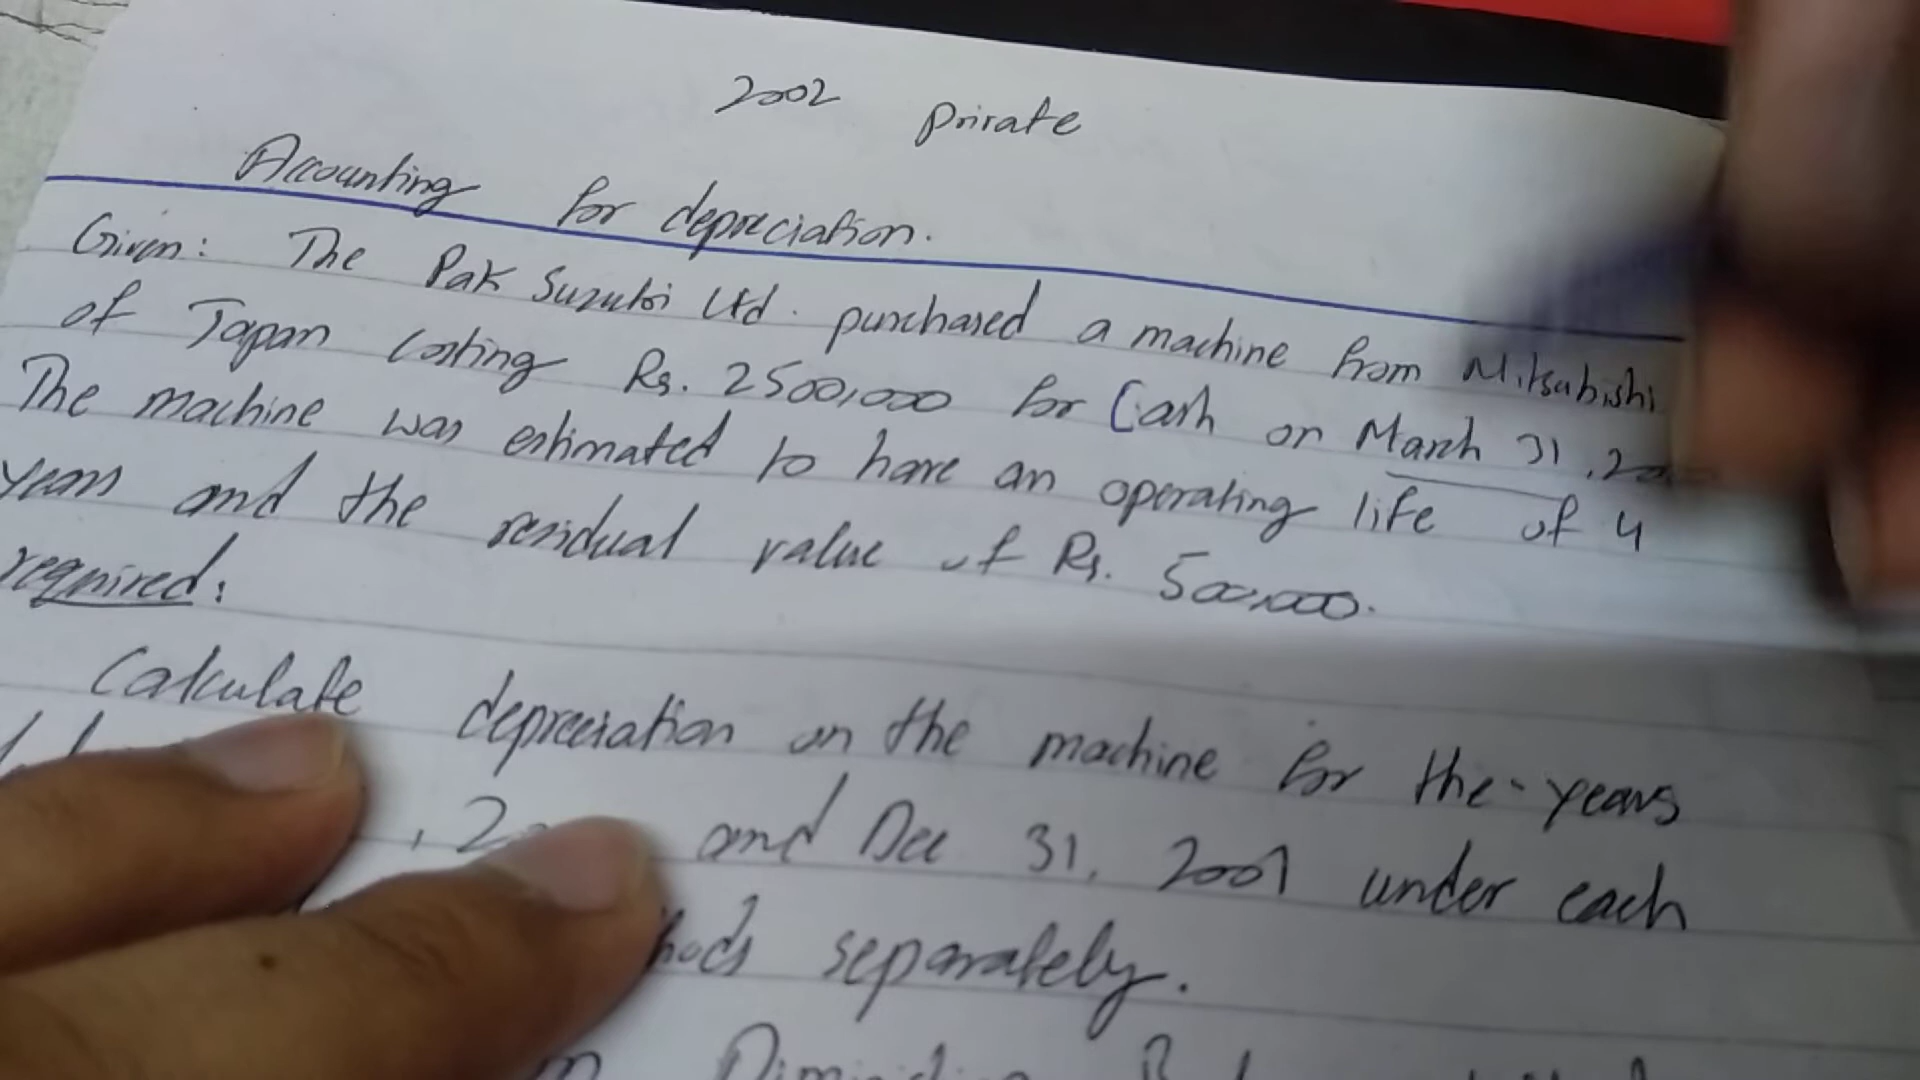 2002 private
Accounting for depreciation.
Given: The Pak Suzuki Ltd. purchased a machine from Mitsubishi
of Japan costing Rs. 2500,000 for Cash on March 31,
The machine was estimated to have an operating life of 4
years and the residual value of Rs. 500,000.
required:
Calculate depreciation on the machine for the years
and Dec 31, 2001 under each
separately.